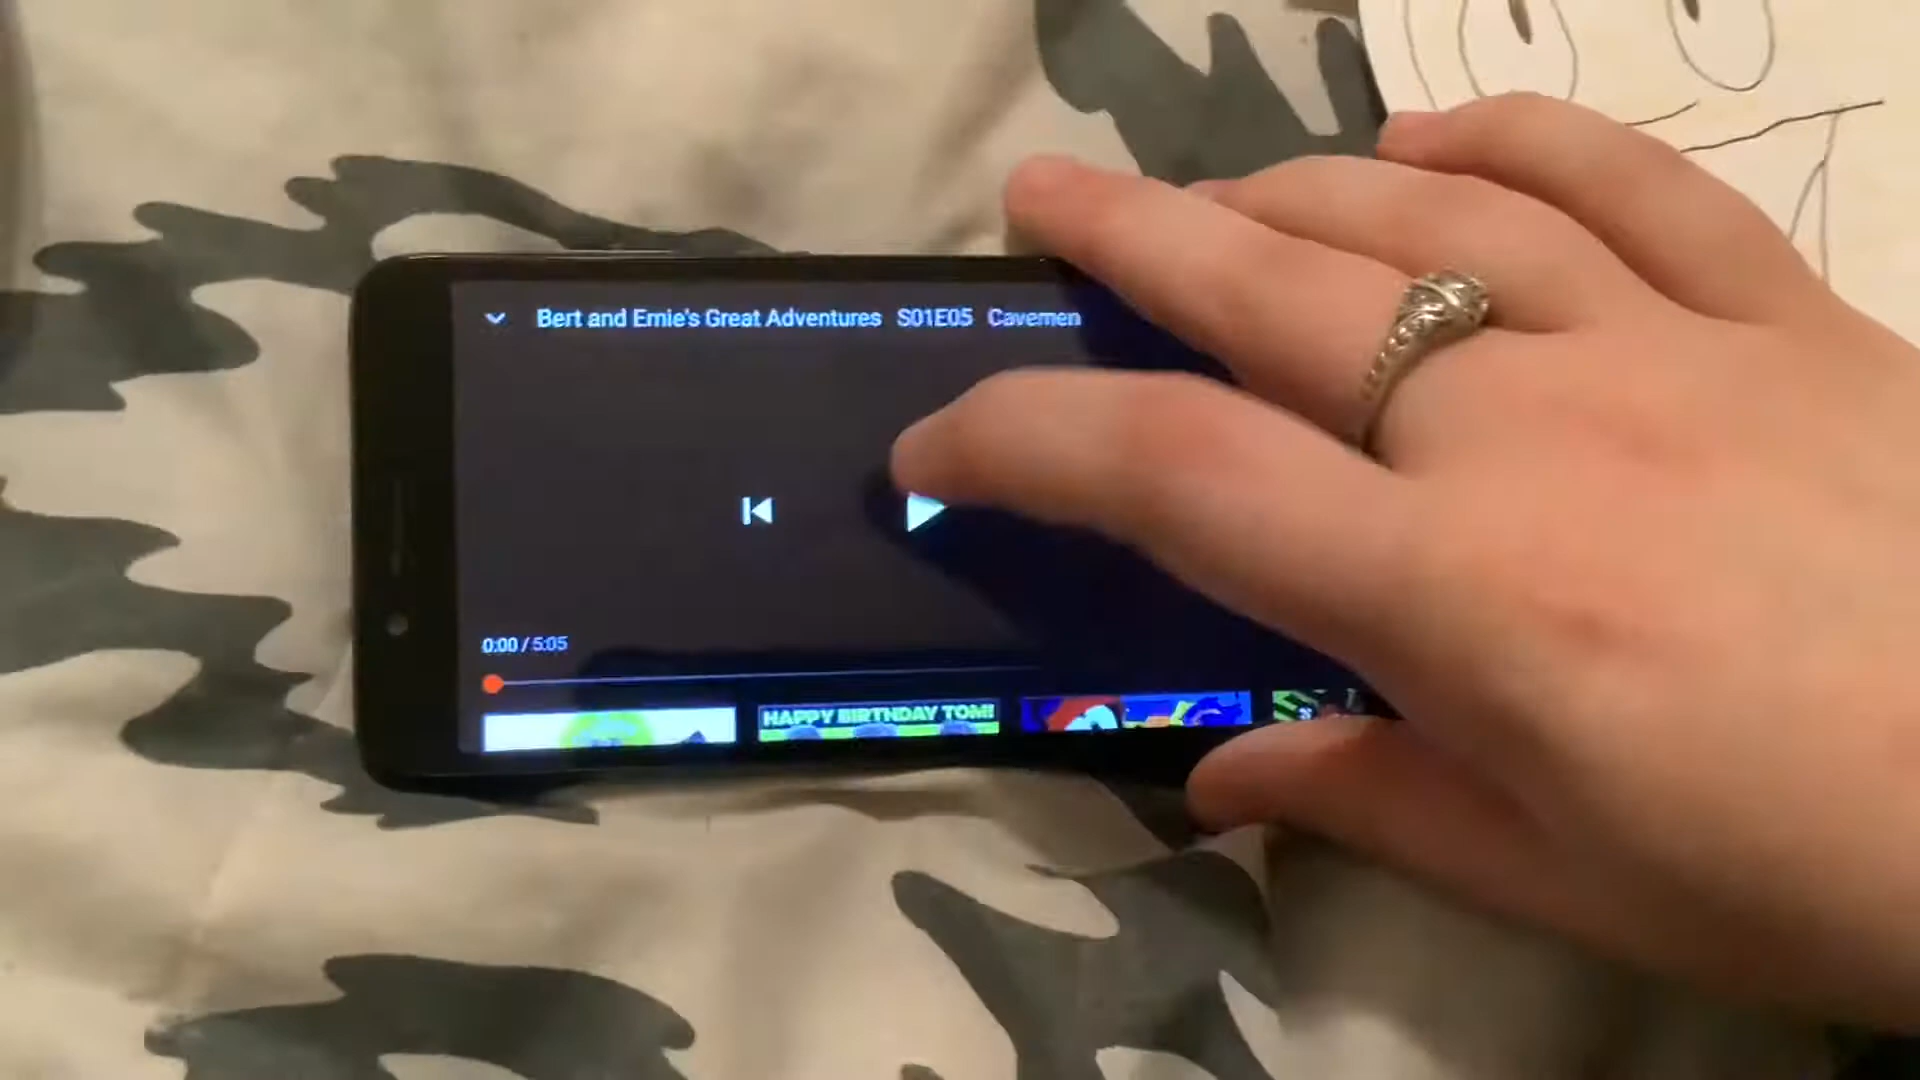 Bert and Ernie's Great Adventures S01E05 Cavemen
0:00 / 5:05
HAPPY BIRTHDAY TOM!